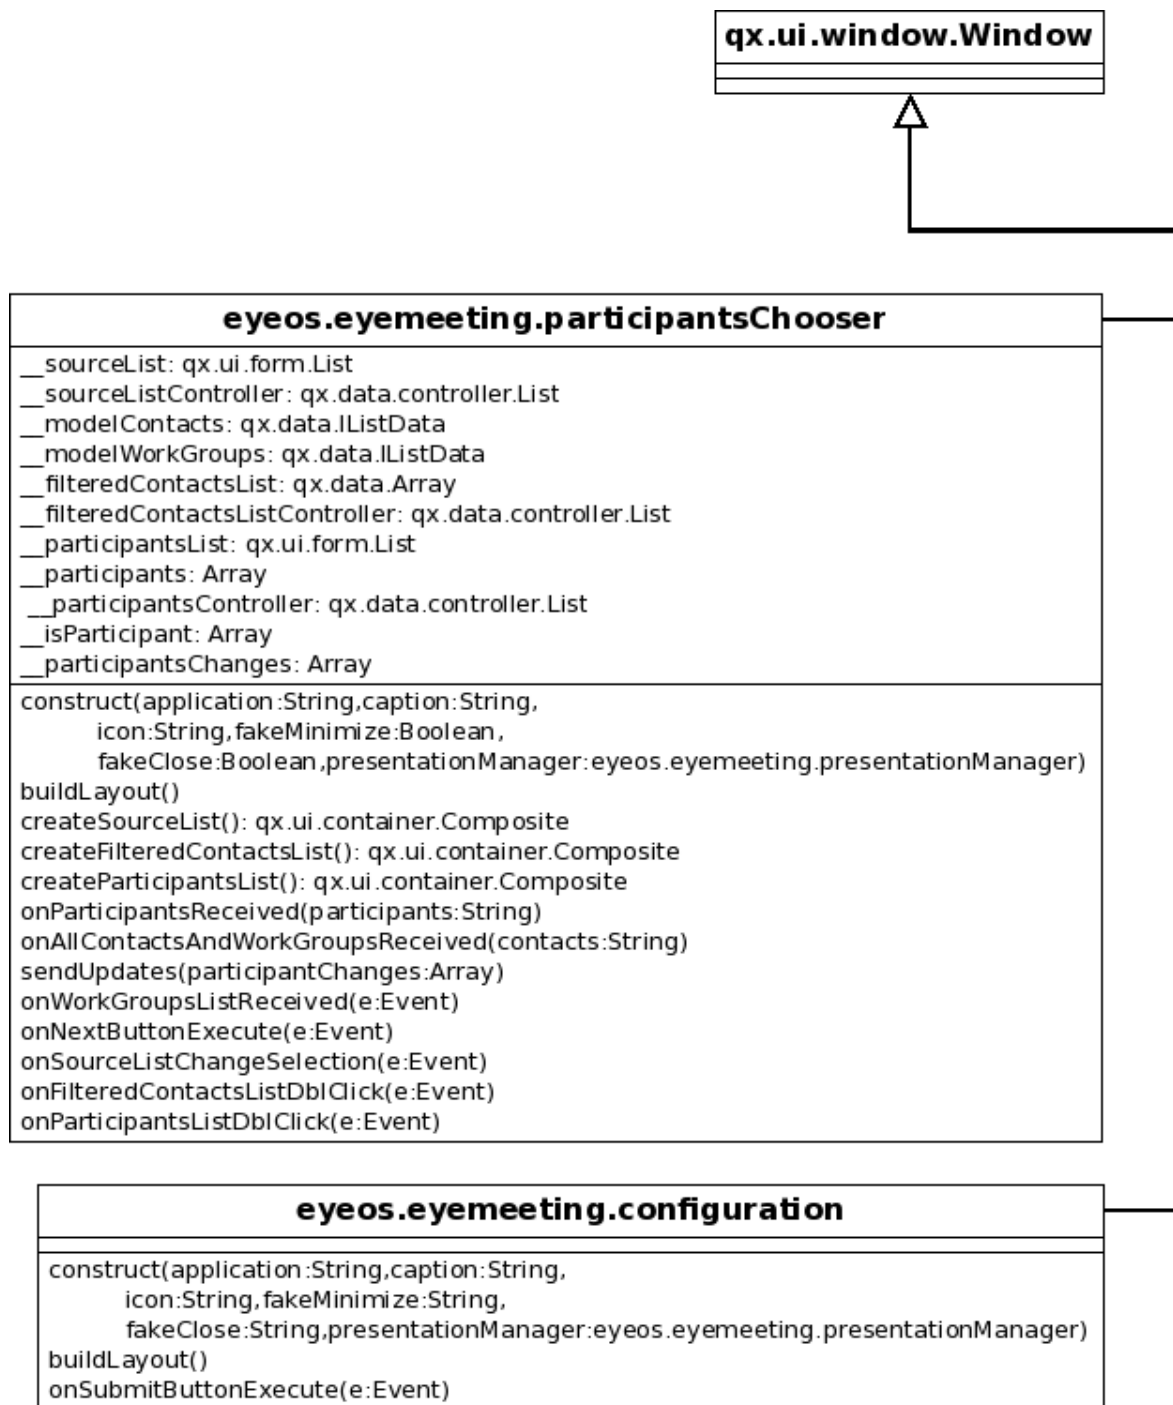 qx.ui.window.Window
eyeos.eyemeeting.participantsChooser
__sourceList: qx.ui.form.List
__sourceListController: qx.data.controller.List
__modelContacts: qx.data.IListData
__modelWorkGroups: qx.data.IListData
__filteredContactsList: qx.data.Array
__filteredContactsListController: qx.data.controller.List
__participantsList: qx.ui.form.List
__participants: Array
__participantsController: qx.data.controller.List
__isParticipant: Array
__participantsChanges: Array
construct(application:String,caption:String,
icon:String,fakeMinimize:Boolean,
fakeClose:Boolean,presentationManager:eyeos.eyemeeting.presentationManager)
buildLayout()
createSourceList(): qx.ui.container.Composite
createFilteredContactsList(): qx.ui.container.Composite
createParticipantsList(): qx.ui.container.Composite
onParticipantsReceived(participants:String)
onAllContactsAndWorkGroupsReceived(contacts:String)
sendUpdates(participantChanges:Array)
onWorkGroupsListReceived(e:Event)
onNextButtonExecute(e:Event)
onSourceListChangeSelection(e:Event)
onFilteredContactsListDblClick(e:Event)
onParticipantsListDblClick(e:Event)
eyeos.eyemeeting.configuration
construct(application:String,caption:String,
icon:String,fakeMinimize:String,
fakeClose:String,presentationManager:eyeos.eyemeeting.presentationManager)
buildLayout()
onSubmitButtonExecute(e:Event)